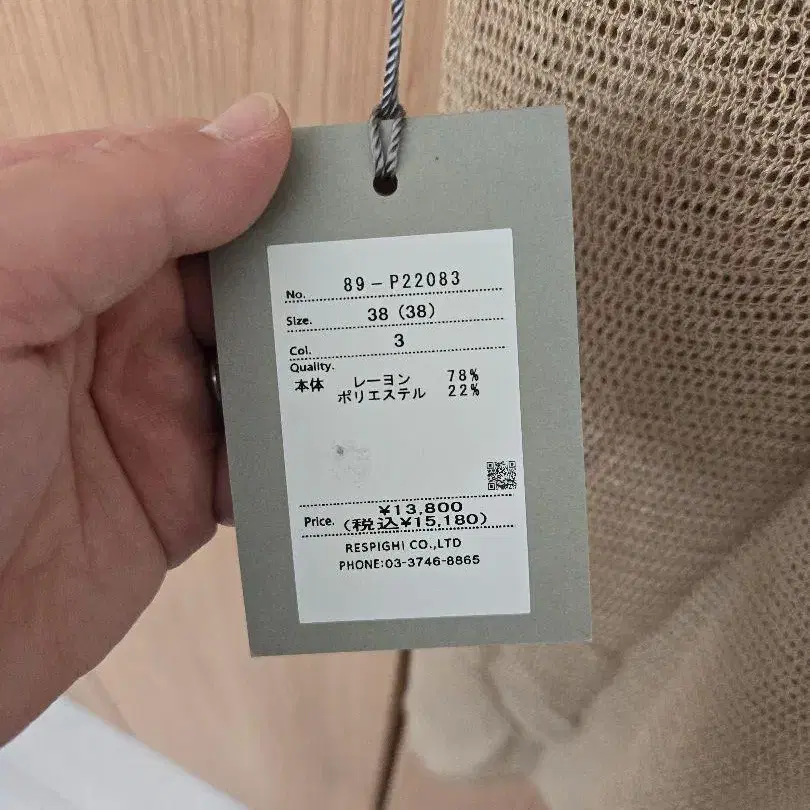 No. 89-P22083
Size. 38 (38)
Col. 3
Quality.
本体 レーヨン 78%
ポリエステル 22%
Price. ¥13,800
(税込¥15,180)
RESPIGHI CO.,LTD
PHONE:03-3746-8865